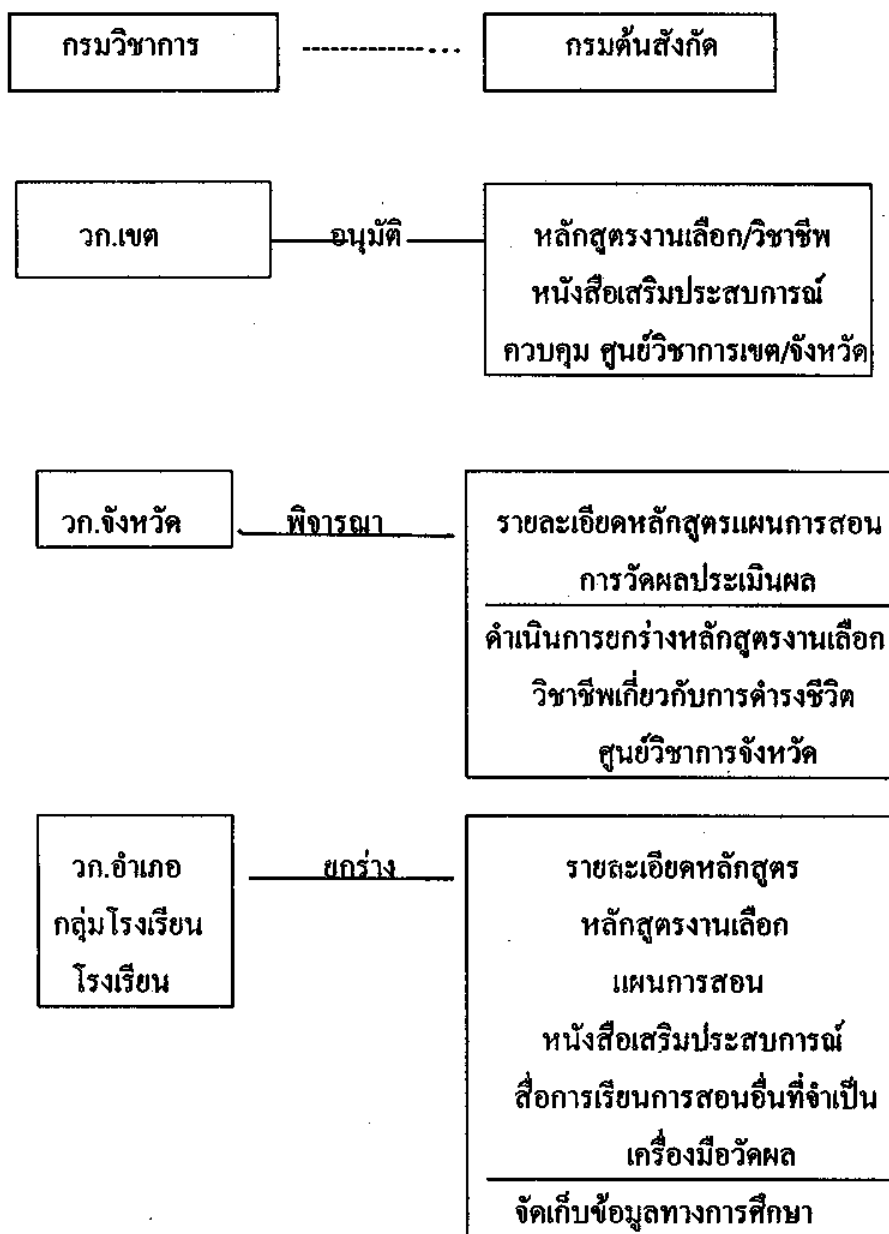 กรมวิชาการ -------------... กรมต้นสังกัด
วก.เขต อนุมัติ หลักสูตรงานเลือก/วิชาชีพ
หนังสือเสริมประสบการณ์
ควบคุม ศูนย์วิชาการเขต/จังหวัด
วก.จังหวัด พิจารณา รายละเอียดหลักสูตรแผนการสอน
การวัดผลประเมินผล
ดำเนินการยกร่างหลักสูตรงานเลือก
วิชาชีพเกี่ยวกับการดำรงชีวิต
ศูนย์วิชาการจังหวัด
วก.อำเภอ ยกร่าง รายละเอียดหลักสูตร
กลุ่มโรงเรียน หลักสูตรงานเลือก
โรงเรียน แผนการสอน
หนังสือเสริมประสบการณ์
สื่อการเรียนการสอนอื่นที่จำเป็น
เครื่องมือวัดผล
จัดเก็บข้อมูลทางการศึกษา